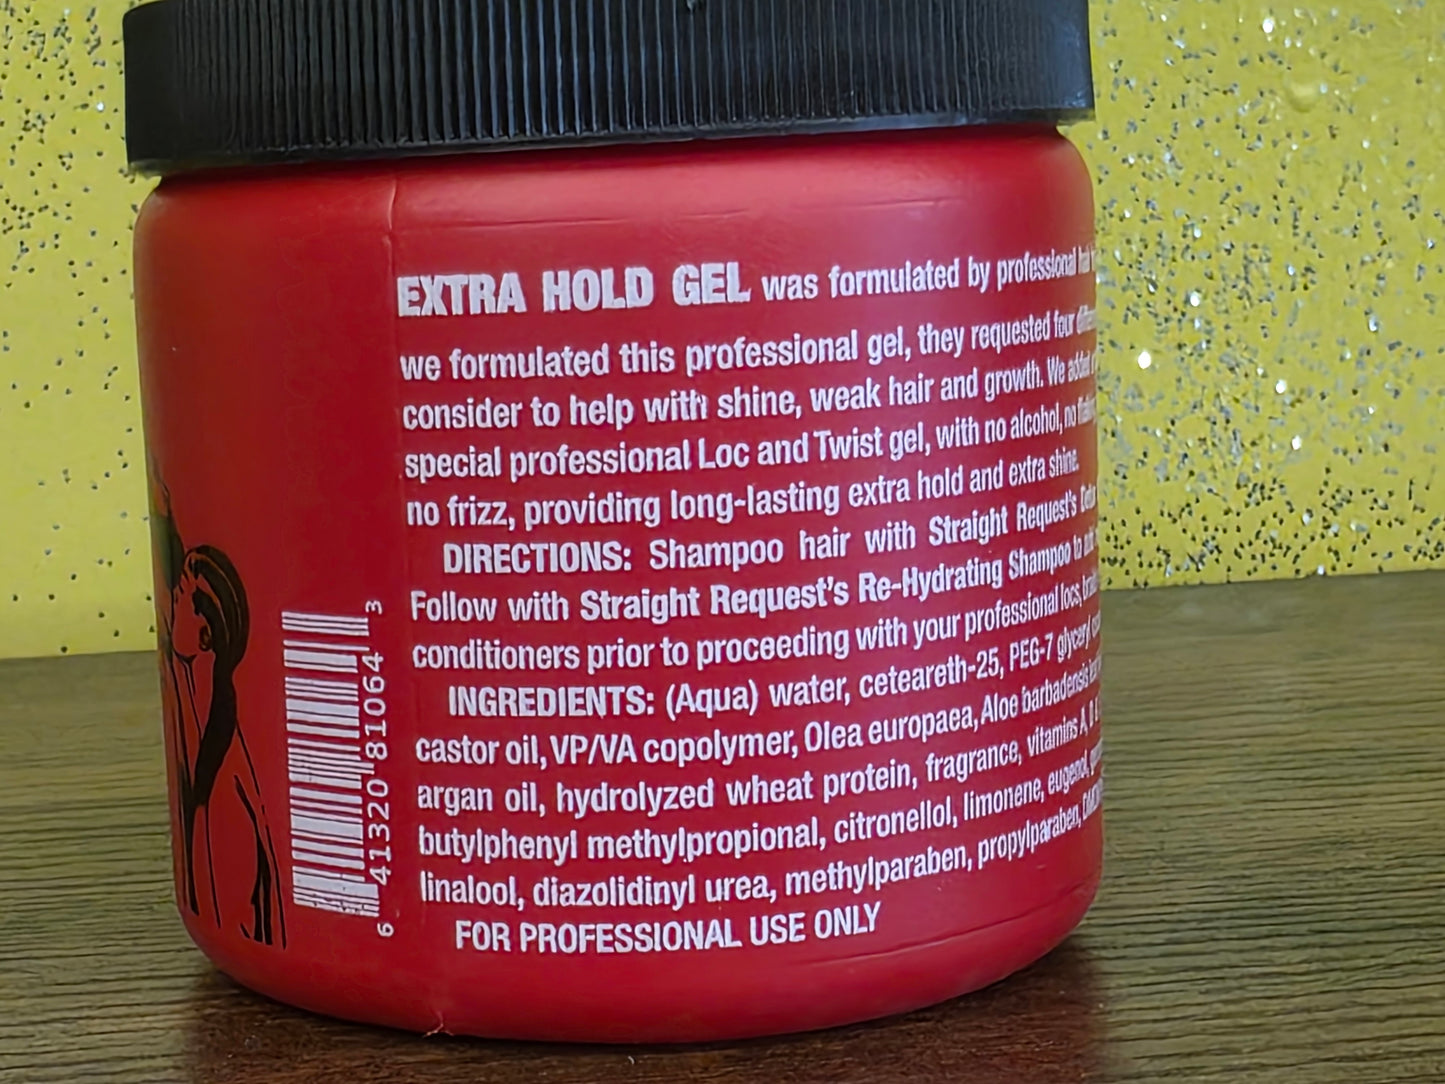 EXTRA HOLD GEL was formulated by professional hair
we formulated this professional gel, they requested four
consider to help with shine, weak hair and growth. We added
special professional Loc and Twist gel, with no alcohol, no
no frizz, providing long-lasting extra hold and extra shine.
DIRECTIONS: Shampoo hair with Straight Request's
Follow with Straight Request's Re-Hydrating Shampoo to
conditioners prior to proceeding with your professional locs,
INGREDIENTS: (Aqua) water, ceteareth-25, PEG-7 glyceryl
castor oil, VP/VA copolymer, Olea europaea, Aloe barbadensis
argan oil, hydrolyzed wheat protein, fragrance, vitamins A,
butylphenyl methylpropional, citronellol, limonene, eugenol,
linalool, diazolidinyl urea, methylparaben, propylparaben,
FOR PROFESSIONAL USE ONLY
6 41320 81064 3